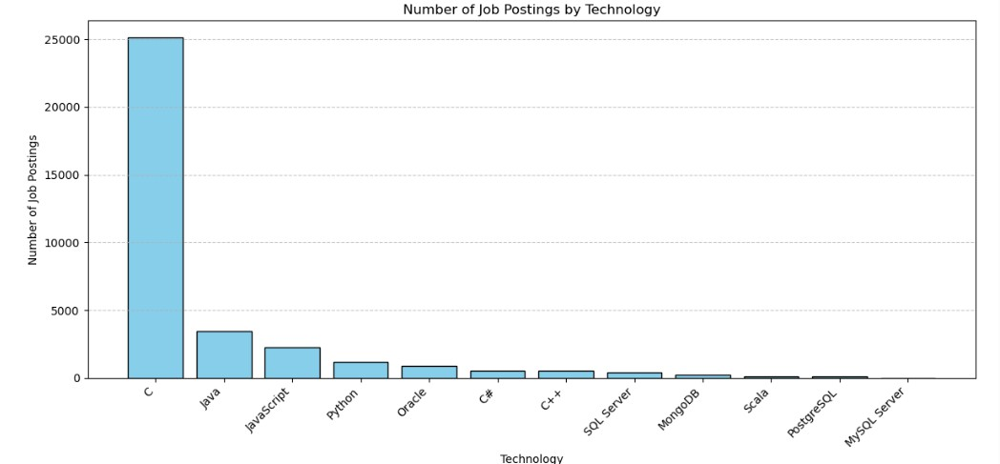 Number of Job Postings by Technology
Number of Job Postings
25000
20000
15000
10000
5000
0
C
Java
JavaScript
Python
Oracle
C#
C++
SQL Server
MongoDB
Scala
PostgreSQL
MySQL Server
Technology